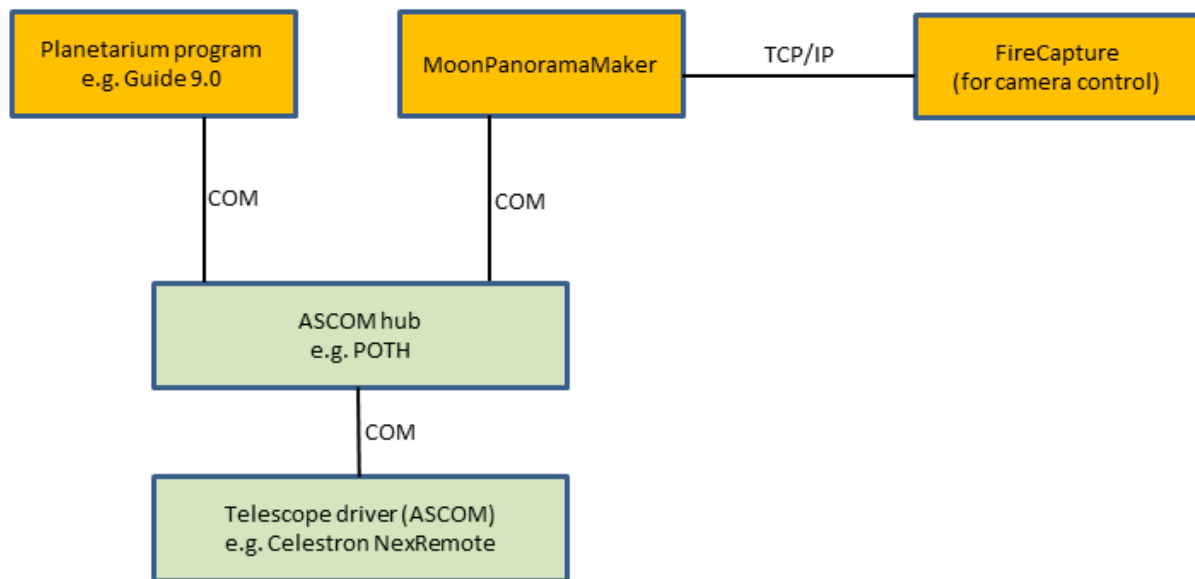 Planetarium program
e.g. Guide 9.0
MoonPanoramaMaker
TCP/IP
FireCapture
(for camera control)
COM
COM
ASCOM hub
e.g. POTH
COM
Telescope driver (ASCOM)
e.g. Celestron NexRemote